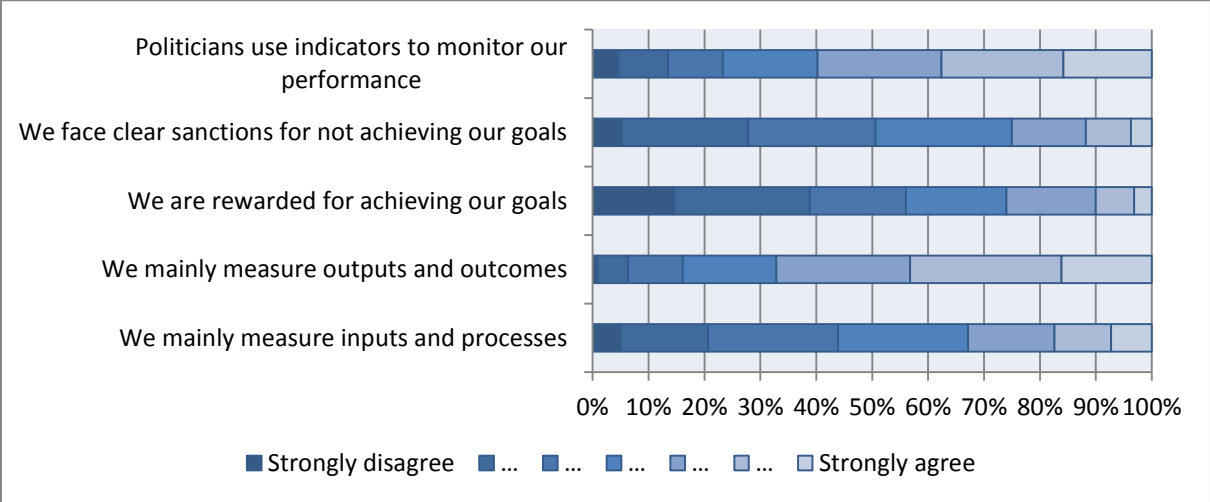 Politicians use indicators to monitor our
performance
We face clear sanctions for not achieving our goals
We are rewarded for achieving our goals
We mainly measure outputs and outcomes
We mainly measure inputs and processes
0% 10% 20% 30% 40% 50% 60% 70% 80% 90% 100%
Strongly disagree ... ... ... ... ... Strongly agree